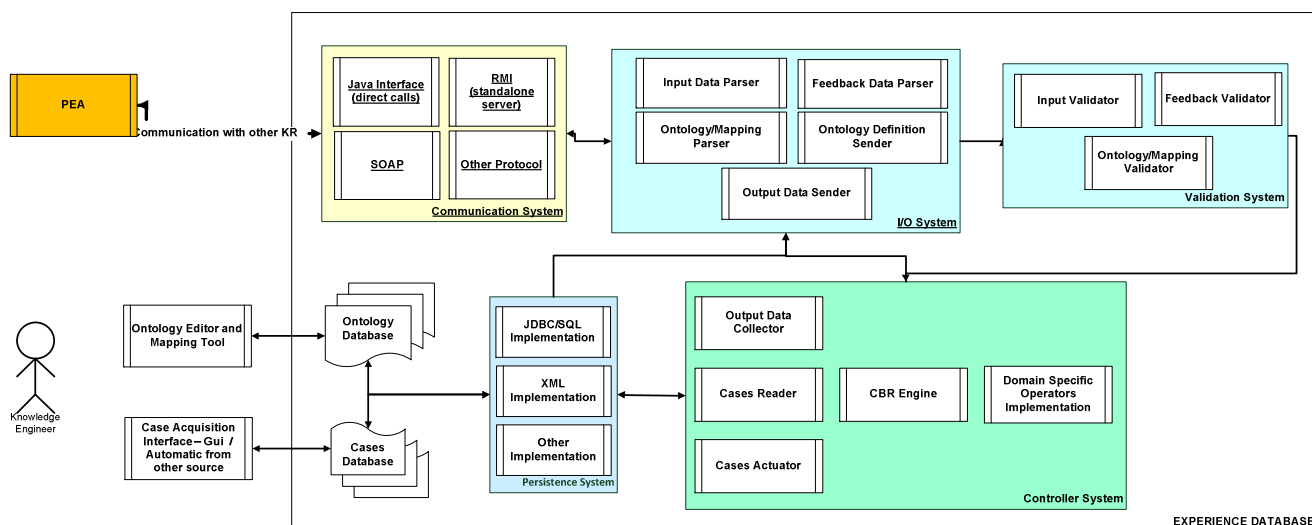 PEA
Communication with other KR
Java Interface
(direct calls)
RMI
(standalone
server)
SOAP
Other Protocol
Communication System
Input Data Parser
Feedback Data Parser
Ontology/Mapping
Parser
Ontology Definition
Sender
Output Data Sender
I/O System
Input Validator
Feedback Validator
Ontology/Mapping
Validator
Validation System
Knowledge
Engineer
Ontology Editor and
Mapping Tool
Case Acquisition
Interface – Gui /
Automatic from
other source
Ontology
Database
Cases
Database
JDBC/SQL
Implementation
XML
Implementation
Other
Implementation
Persistence System
Output Data
Collector
Cases Reader
CBR Engine
Domain Specific
Operators
Implementation
Cases Actuator
Controller System
EXPERIENCE DATABASE